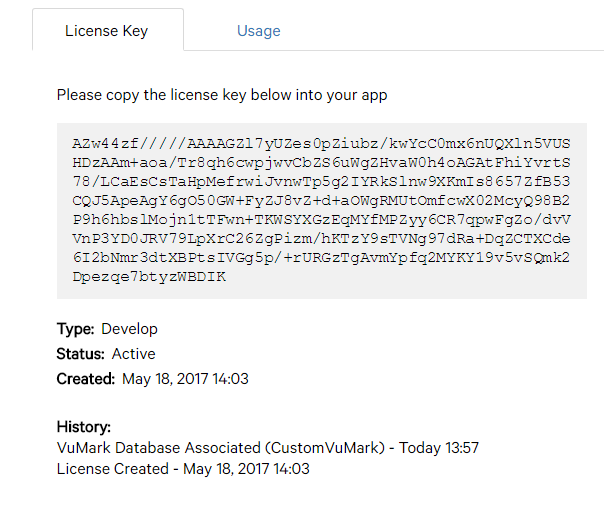 License Key
Usage
Please copy the license key below into your app
AZw44zf/////AAAAGZl7yUZes0pZiubz/kwYcC0mx6nUQXln5VUS
HDzAAm+aoa/Tr8qh6cwpjwvCbZS6uWgZHvaW0h4oAGAtFhiYvrtS
78/LCaEsCsTaHpMefrwiJvnwTp5g2IYRkSlnw9XKmIs8657ZfB53
CQJ5ApeAgY6gO50GW+FyZJ8vZ+d+aOWgRMUtOmfcwX02McyQ98B2
P9h6hbslMojn1tTFwn+TKWSYXGzEqMYfMPZyy6CR7qpwFgZo/dvV
VnP3YD0JRV79LpXrC26ZgPizm/hKTzY9sTVNg97dRa+DqZCTXCde
6I2bNmr3dtXBPtsIVGg5p/+rURGzTgAvmYpfq2MYKY19v5vSQmk2
Dpezqe7btyzWBDIK
Type: Develop
Status: Active
Created: May 18, 2017 14:03
History:
VuMark Database Associated (CustomVuMark) - Today 13:57
License Created - May 18, 2017 14:03